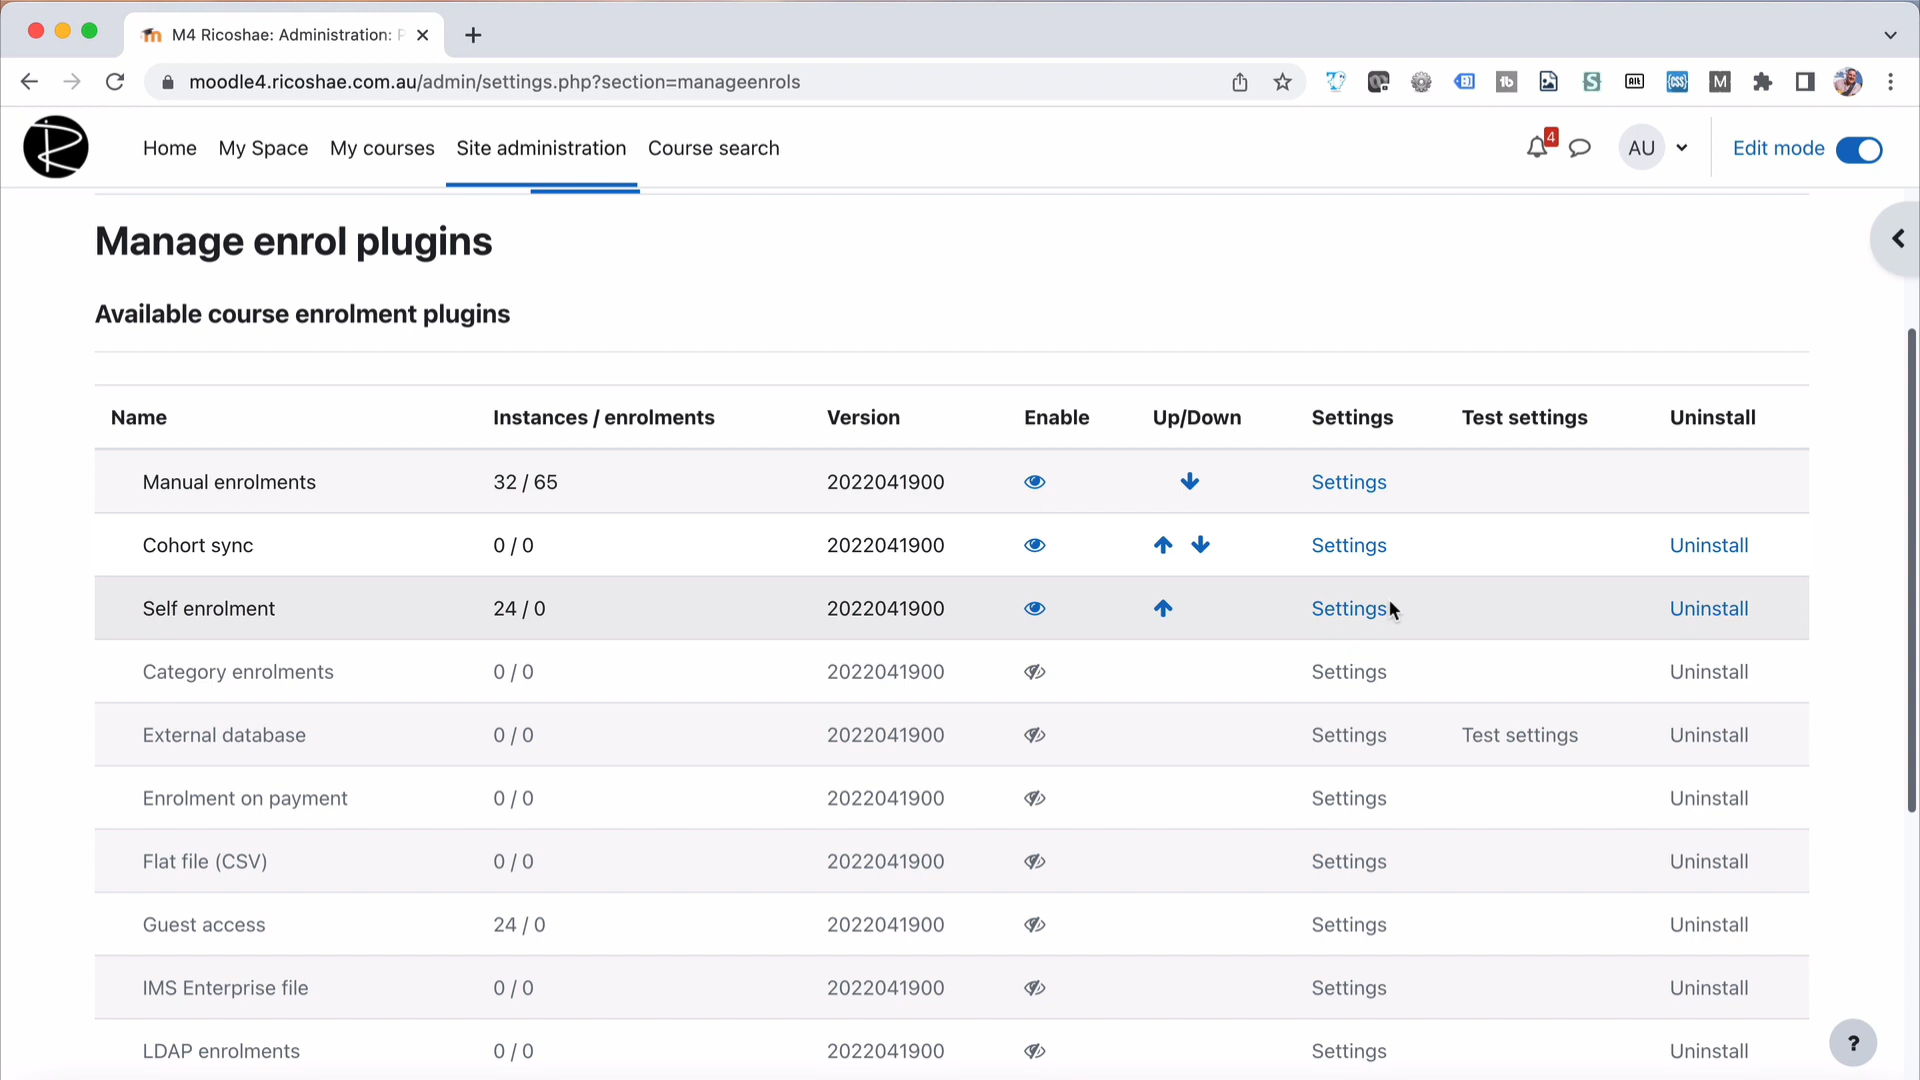 M4 Ricoshae: Administration:
moodle4.ricoshae.com.au/admin/settings.php?section=manageenrols
Home My Space My courses Site administration Course search
4
AU
Edit mode
Manage enrol plugins
Available course enrolment plugins
Name Instances / enrolments Version Enable Up/Down Settings Test settings Uninstall
Manual enrolments 32 / 65 2022041900 Settings
Cohort sync 0 / 0 2022041900 Settings Uninstall
Self enrolment 24 / 0 2022041900 Settings Uninstall
Category enrolments 0 / 0 2022041900 Settings Uninstall
External database 0 / 0 2022041900 Settings Test settings Uninstall
Enrolment on payment 0 / 0 2022041900 Settings Uninstall
Flat file (CSV) 0 / 0 2022041900 Settings Uninstall
Guest access 24 / 0 2022041900 Settings Uninstall
IMS Enterprise file 0 / 0 2022041900 Settings Uninstall
LDAP enrolments 0 / 0 2022041900 Settings Uninstall
?